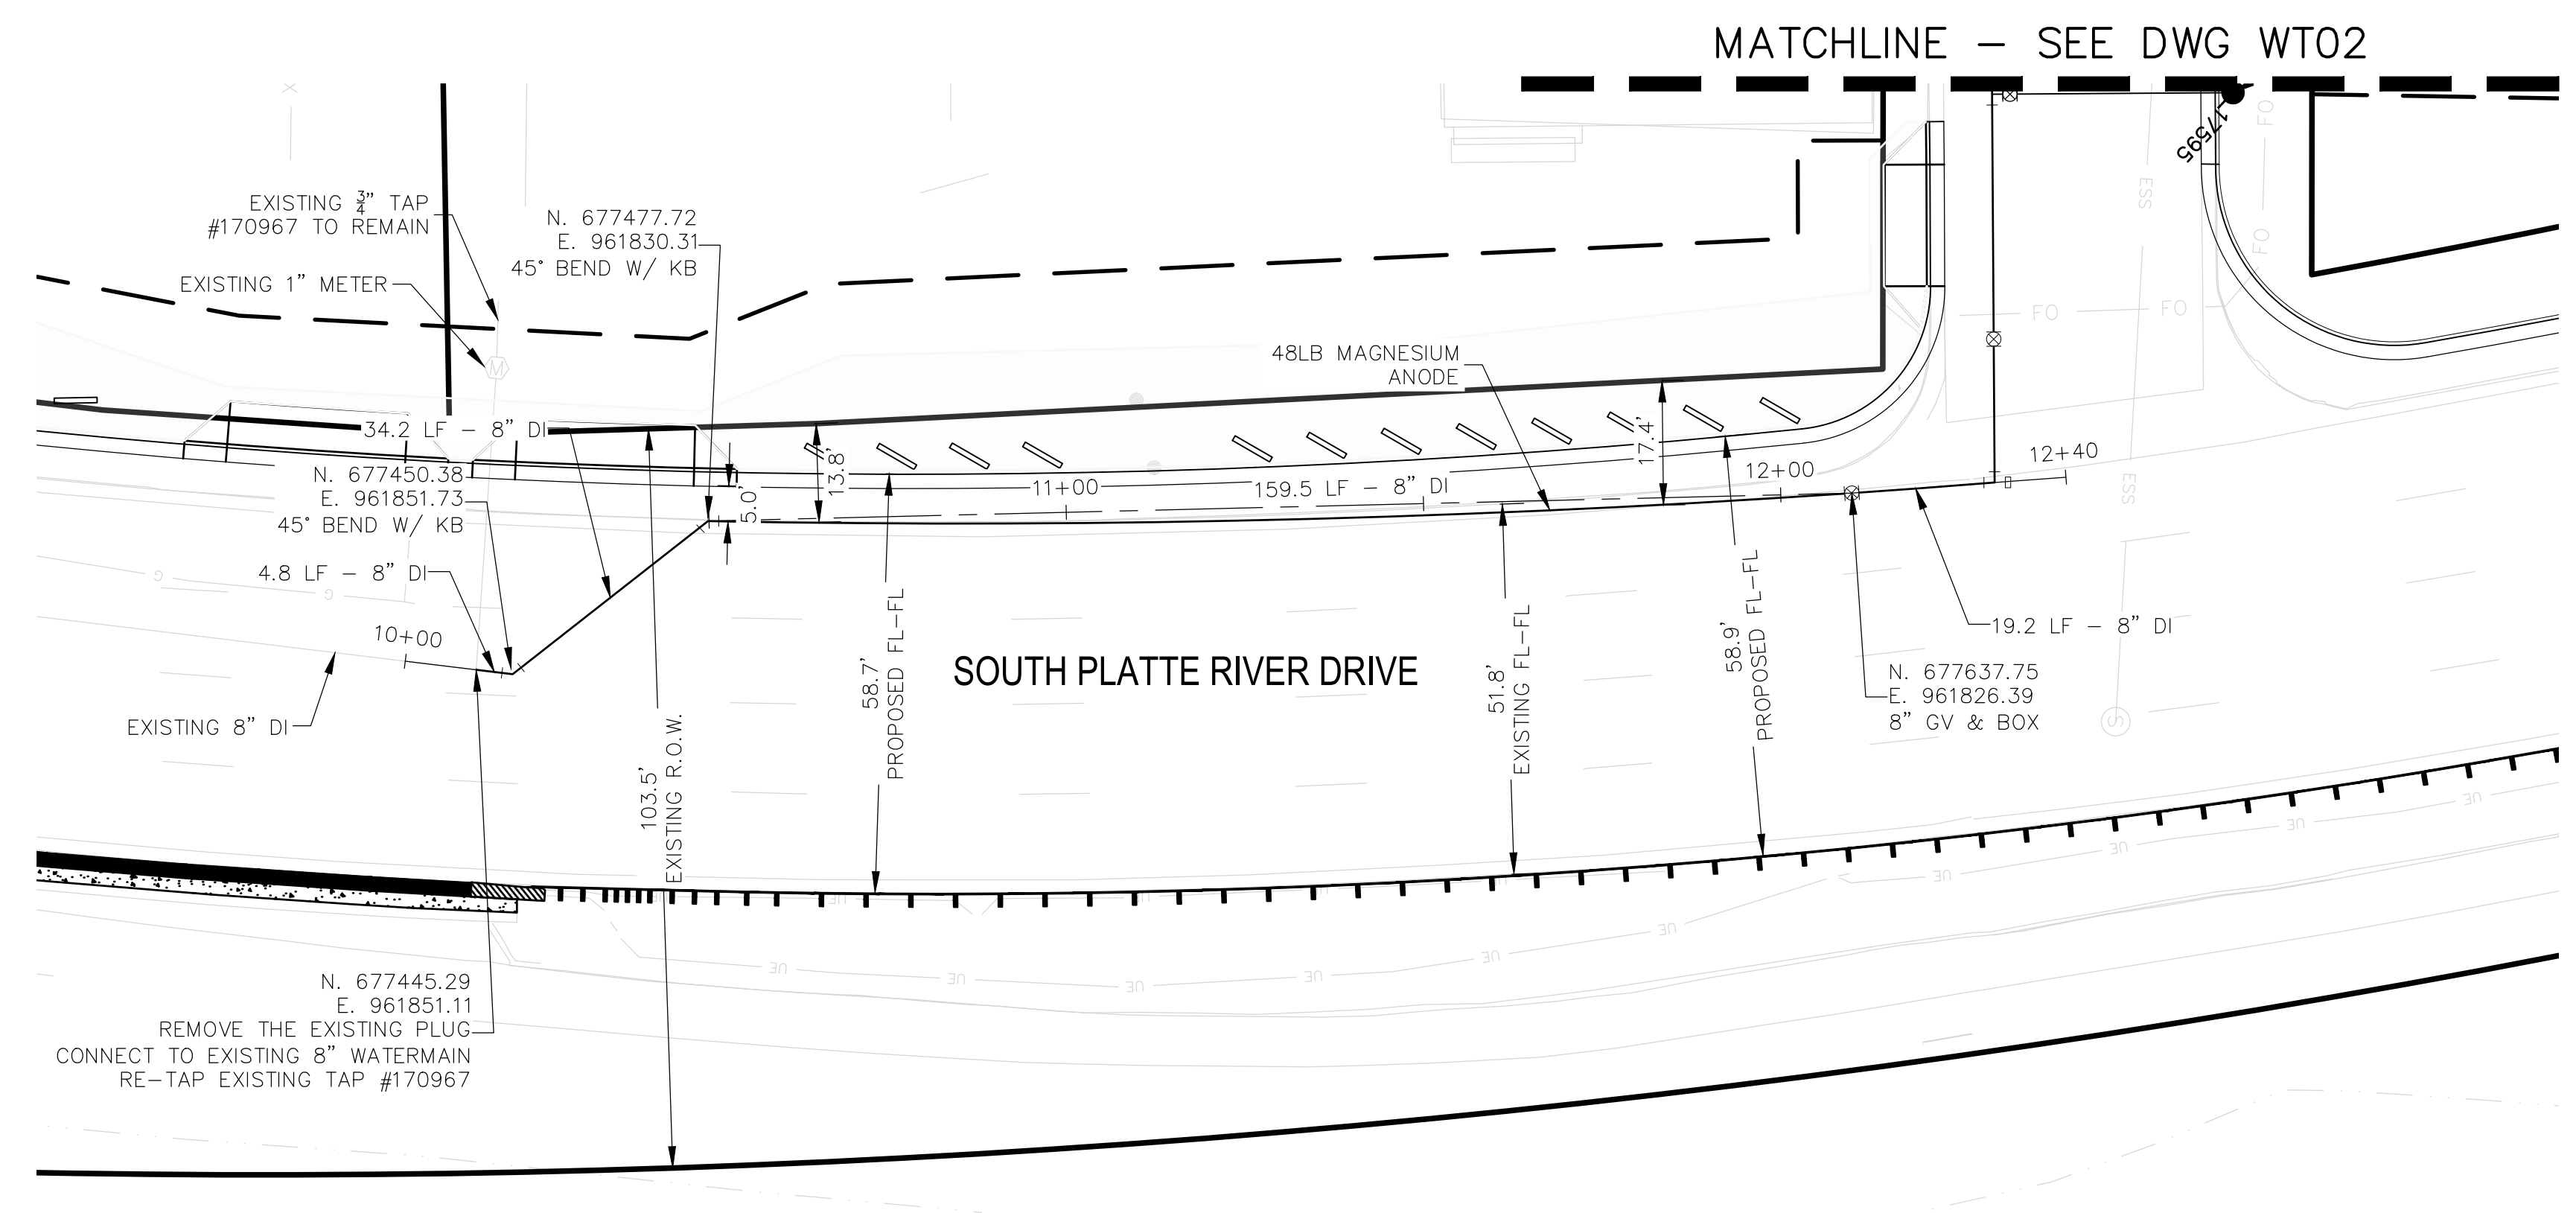 MATCHLINE – SEE DWG WT02
X
EXISTING 3/4" TAP
#170967 TO REMAIN
N. 677477.72
E. 961830.31
45° BEND W/ KB
EXISTING 1" METER
M
17595
FO
FO
ESS
FO
FO
48LB MAGNESIUM
ANODE
34.2 LF – 8" DI
13.8'
17.4'
5.0'
11+00
159.5 LF – 8" DI
12+00
12+40
ESS
N. 677450.38
E. 961851.73
45° BEND W/ KB
G
G
4.8 LF – 8" DI
10+00
EXISTING 8" DI
103.5'
EXISTING R.O.W.
58.7'
PROPOSED FL–FL
SOUTH PLATTE RIVER DRIVE
51.8'
EXISTING FL–FL
58.9'
PROPOSED FL–FL
19.2 LF – 8" DI
N. 677637.75
E. 961826.39
8" GV & BOX
S
UE
UE
UE
UE
UE
UE
UE
UE
UE
UE
UE
UE
UE
UE
N. 677445.29
E. 961851.11
REMOVE THE EXISTING PLUG
CONNECT TO EXISTING 8" WATERMAIN
RE–TAP EXISTING TAP #170967